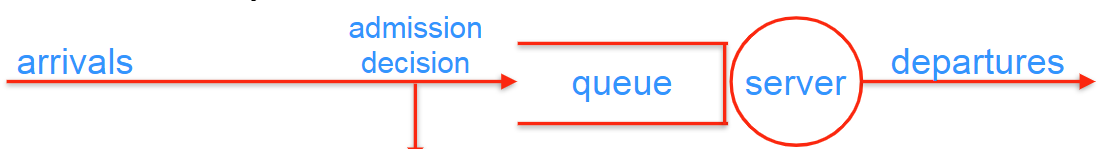 arrivals
admission
decision
queue
server
departures